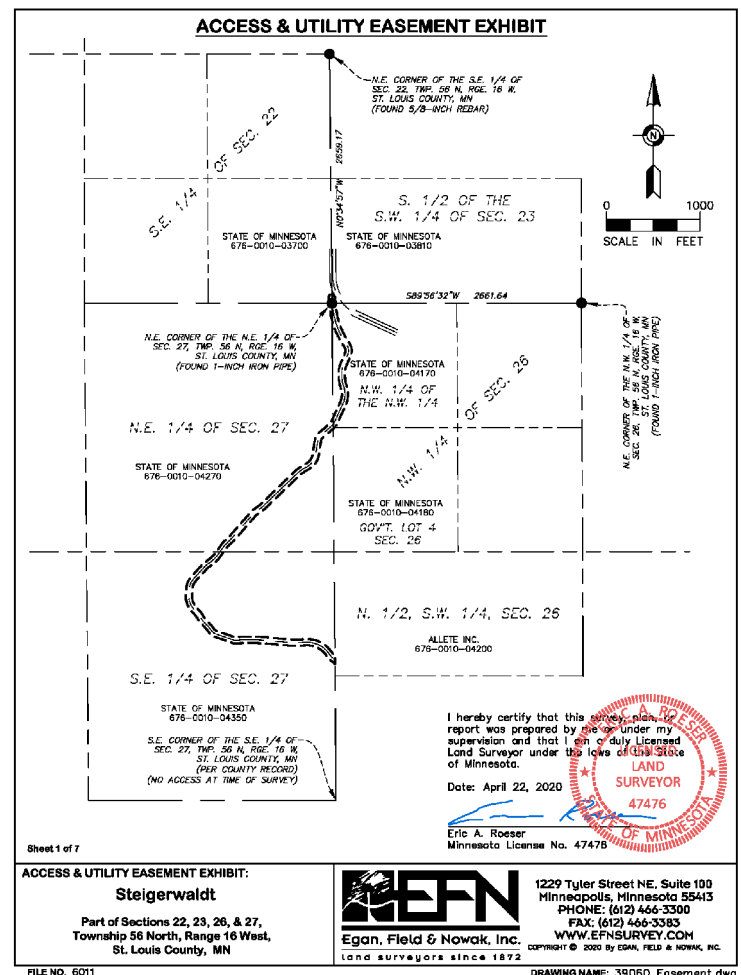 ACCESS & UTILITY EASEMENT EXHIBIT
N.E. CORNER OF THE S.E. 1/4 OF
SEC. 22, TWP. 56 N, RGE. 16 W,
ST. LOUIS COUNTY, MN
(FOUND 5/8-INCH REBAR)
S.E. 1/4 OF SEC. 22
N0°34'57"W 2659.17
N
S. 1/2 OF THE
S.W. 1/4 OF SEC. 23
0 1000
SCALE IN FEET
STATE OF MINNESOTA
676-0010-03700
STATE OF MINNESOTA
676-0010-03810
S89°56'32"W 2661.64
N.E. CORNER OF THE N.E. 1/4 OF
SEC. 27, TWP. 56 N, RGE. 16 W,
ST. LOUIS COUNTY, MN
(FOUND 1-INCH IRON PIPE)
N.E. CORNER OF THE N.W. 1/4 OF
SEC. 26, TWP. 56 N, RGE. 16 W,
ST. LOUIS COUNTY, MN
(FOUND 1-INCH IRON PIPE)
STATE OF MINNESOTA
676-0010-04170
N.W. 1/4 OF
THE N.W. 1/4
N.W. 1/4 OF SEC. 26
N.E. 1/4 OF SEC. 27
STATE OF MINNESOTA
676-0010-04270
STATE OF MINNESOTA
676-0010-04180
GOV'T. LOT 4
SEC. 26
N. 1/2, S.W. 1/4, SEC. 26
ALLETE INC.
676-0010-04200
S.E. 1/4 OF SEC. 27
STATE OF MINNESOTA
676-0010-04350
S.E. CORNER OF THE S.E. 1/4 OF
SEC. 27, TWP. 56 N, RGE. 16 W,
ST. LOUIS COUNTY, MN
(PER COUNTY RECORD)
(NO ACCESS AT TIME OF SURVEY)
I hereby certify that this survey, plan, or
report was prepared by me or under my
supervision and that I am a duly Licensed
Land Surveyor under the laws of the State
of Minnesota.
Date: April 22, 2020
Eric A. Roeser
Minnesota License No. 47476
ERIC A. ROESER
LICENSED
LAND
SURVEYOR
47476
STATE OF MINNESOTA
Sheet 1 of 7
ACCESS & UTILITY EASEMENT EXHIBIT:
Steigerwaldt
Part of Sections 22, 23, 26, & 27,
Township 56 North, Range 16 West,
St. Louis County, MN
EFN
Egan, Field & Nowak, Inc.
land surveyors since 1872
1229 Tyler Street NE, Suite 100
Minneapolis, Minnesota 55413
PHONE: (612) 466-3300
FAX: (612) 466-3383
WWW.EFNSURVEY.COM
COPYRIGHT © 2020 By EGAN, FIELD & NOWAK, INC.
FILE NO. 6011
DRAWING NAME: 39060 Easement.dwg